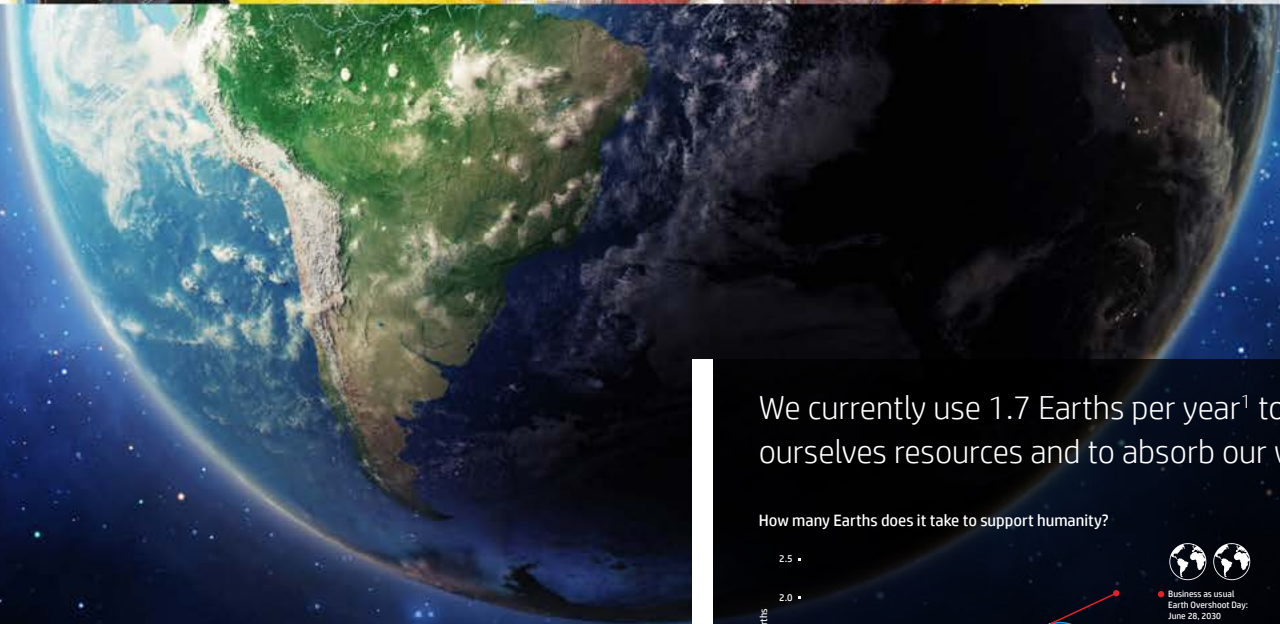 We currently use 1.7 Earths per year¹ to
ourselves resources and to absorb our
How many Earths does it take to support humanity?
2.5
2.0
Business as usual
Earth Overshoot Day:
June 28, 2030